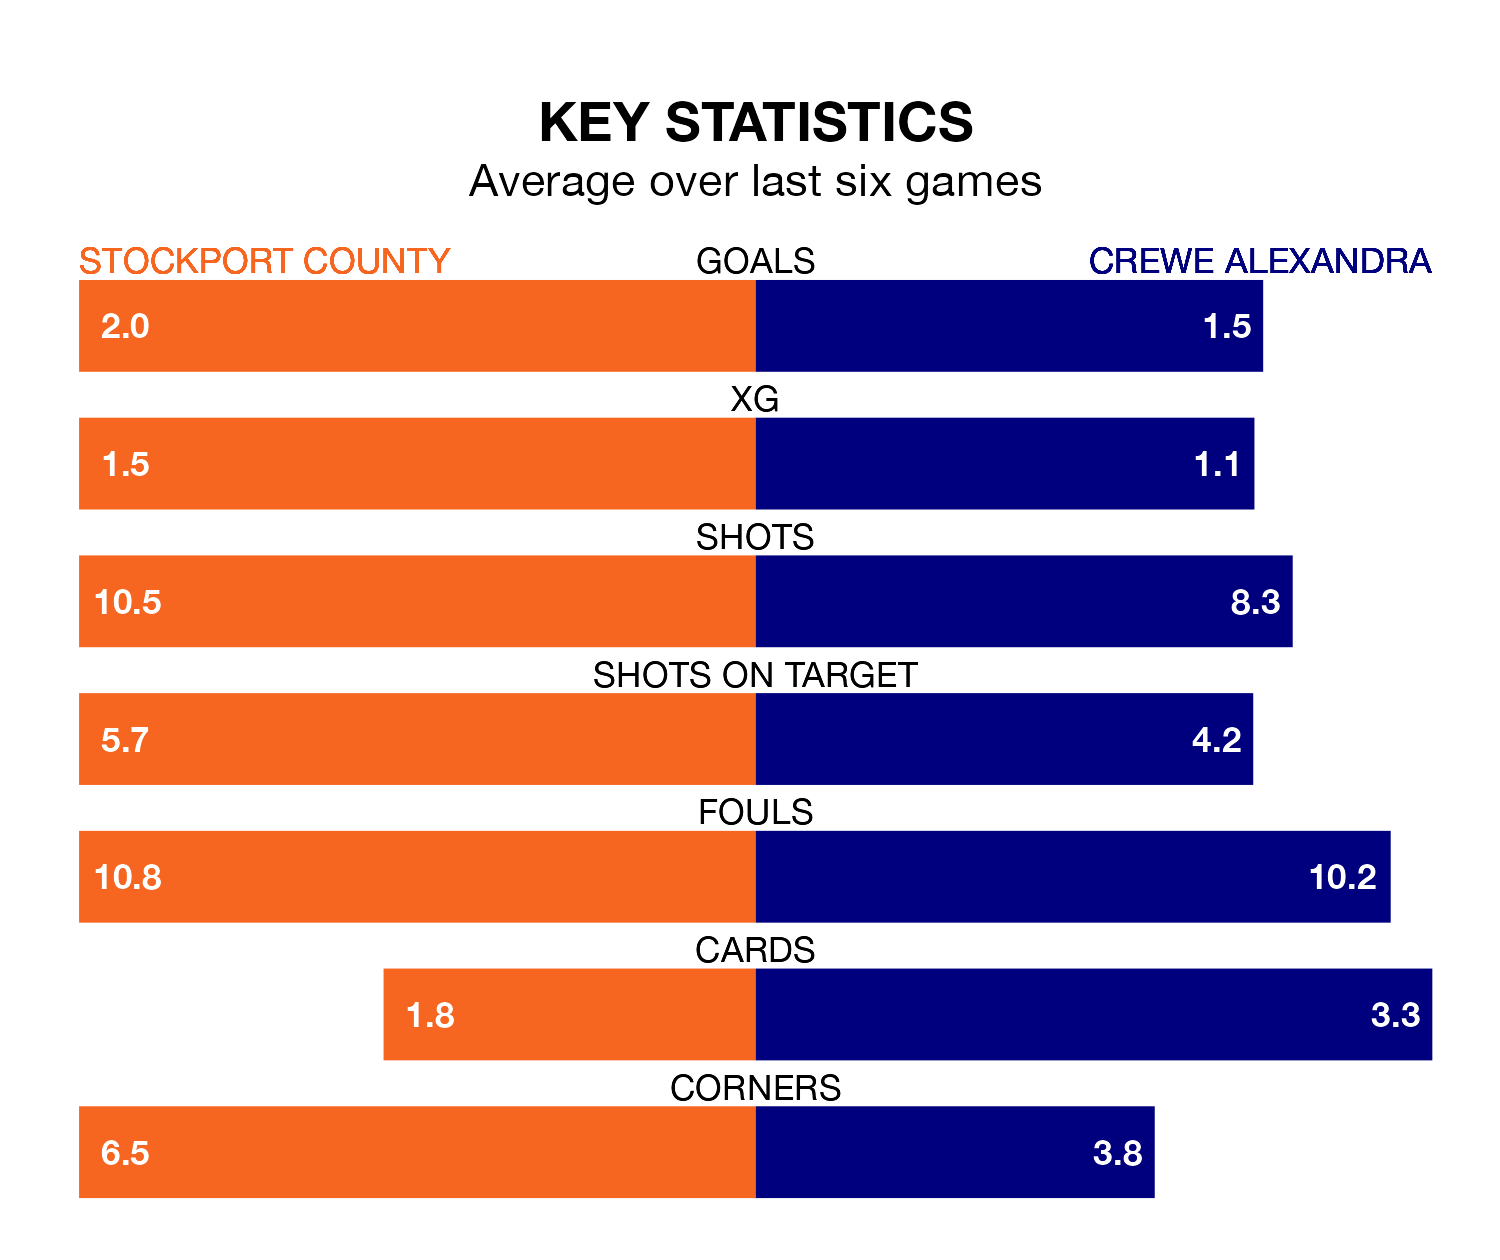 KEY STATISTICS
Average over last six games
STOCKPORT COUNTY GOALS CREWE ALEXANDRA
2.0 1.5
XG
1.5 1.1
SHOTS
10.5 8.3
SHOTS ON TARGET
5.7 4.2
FOULS
10.8 10.2
CARDS
1.8 3.3
CORNERS
6.5 3.8